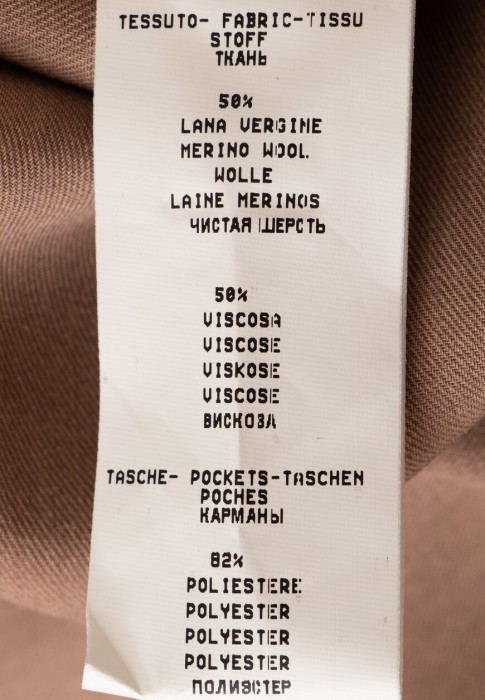 TESSUTO- FABRIC-TISSU
STOFF
ТКАНЬ
50%
LANA VERGINE
MERINO WOOL
WOLLE
LAINE MERINOS
ЧИСТАЯ ШЕРСТЬ
50%
VISCOSA
VISCOSE
VISKOSE
VISCOSE
ВИСКОЗА
TASCHE- POCKETS-TASCHEN
POCHES
КАРМАНЫ
82%
POLIESTERE
POLYESTER
POLYESTER
POLYESTER
ПОЛИЭСТЕР